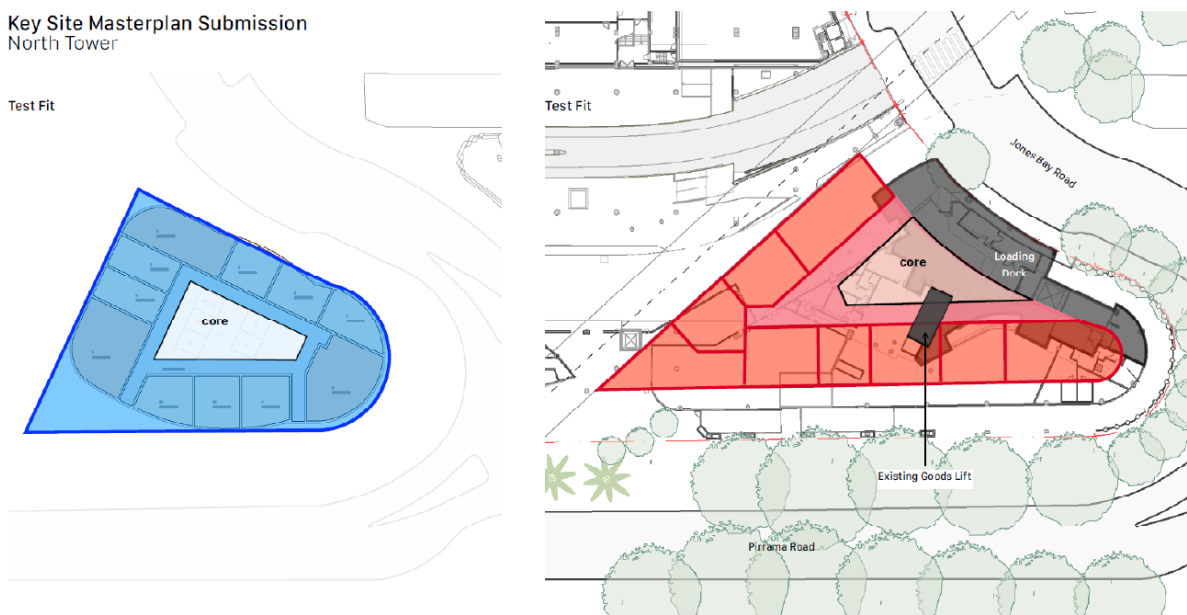 Key Site Masterplan Submission
North Tower
Test Fit
core
Test Fit
Jones Bay Road
core
Loading
Dock
Existing Goods Lift
Pirrama Road